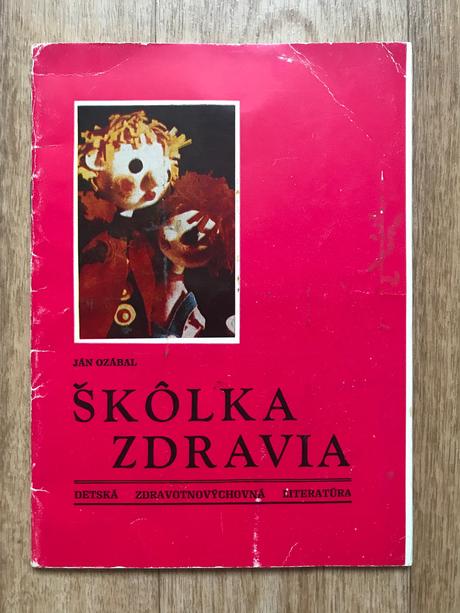 JÁN OZÁBAL
ŠKÔLKA
ZDRAVIA
DETSKÁ ZDRAVOTNOVÝCHOVNÁ LITERATÚRA